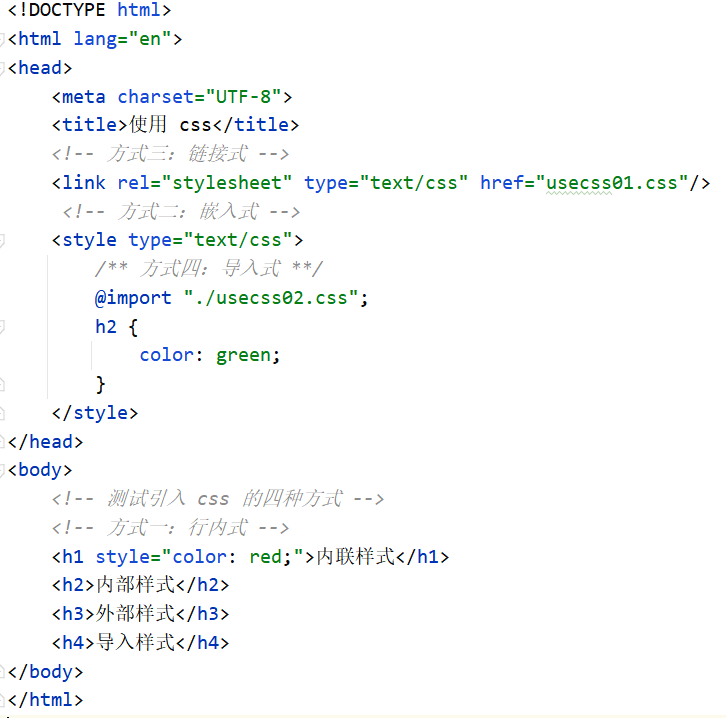 <!DOCTYPE html>
<html lang="en">
<head>
    <meta charset="UTF-8">
    <title>使用 css</title>
    <!-- 方式三：链接式 -->
    <link rel="stylesheet" type="text/css" href="usecss01.css"/>
     <!-- 方式二：嵌入式 -->
    <style type="text/css">
        /** 方式四：导入式 **/
        @import "./usecss02.css";
        h2 {
            color: green;
        }
    </style>
</head>
<body>
    <!-- 测试引入 css 的四种方式 -->
    <!-- 方式一：行内式 -->
    <h1 style="color: red;">内联样式</h1>
    <h2>内部样式</h2>
    <h3>外部样式</h3>
    <h4>导入样式</h4>
</body>
</html>